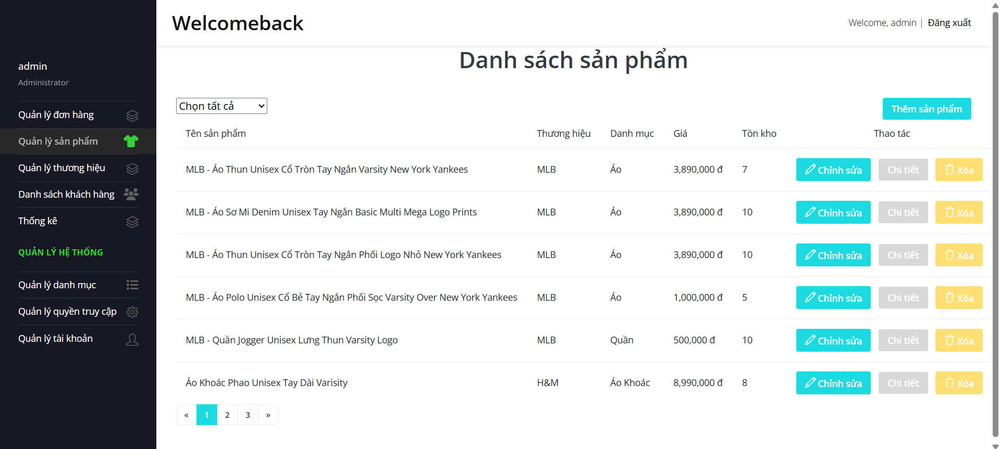 Welcomeback
Welcome, admin | Đăng xuất
admin
Administrator
Quản lý đơn hàng
Quản lý sản phẩm
Quản lý thương hiệu
Danh sách khách hàng
Thống kê
QUẢN LÝ HỆ THỐNG
Quản lý danh mục
Quản lý quyền truy cập
Quản lý tài khoản
Danh sách sản phẩm
Chọn tất cả
Thêm sản phẩm
Tên sản phẩm Thương hiệu Danh mục Giá Tồn kho Thao tác
MLB - Áo Thun Unisex Cổ Tròn Tay Ngắn Varsity New York Yankees MLB Áo 3,890,000 đ 7 Chỉnh sửa Chi tiết Xóa
MLB - Áo Sơ Mi Denim Unisex Tay Ngắn Basic Multi Mega Logo Prints MLB Áo 3,890,000 đ 10 Chỉnh sửa Chi tiết Xóa
MLB - Áo Thun Unisex Cổ Tròn Tay Ngắn Phối Logo Nhỏ New York Yankees MLB Áo 3,890,000 đ 10 Chỉnh sửa Chi tiết Xóa
MLB - Áo Polo Unisex Cổ Bẻ Tay Ngắn Phối Sọc Varsity Over New York Yankees MLB Áo 1,000,000 đ 5 Chỉnh sửa Chi tiết Xóa
MLB - Quần Jogger Unisex Lưng Thun Varsity Logo MLB Quần 500,000 đ 10 Chỉnh sửa Chi tiết Xóa
Áo Khoác Phao Unisex Tay Dài Varisity H&M Áo Khoác 8,990,000 đ 8 Chỉnh sửa Chi tiết Xóa
« 1 2 3 »